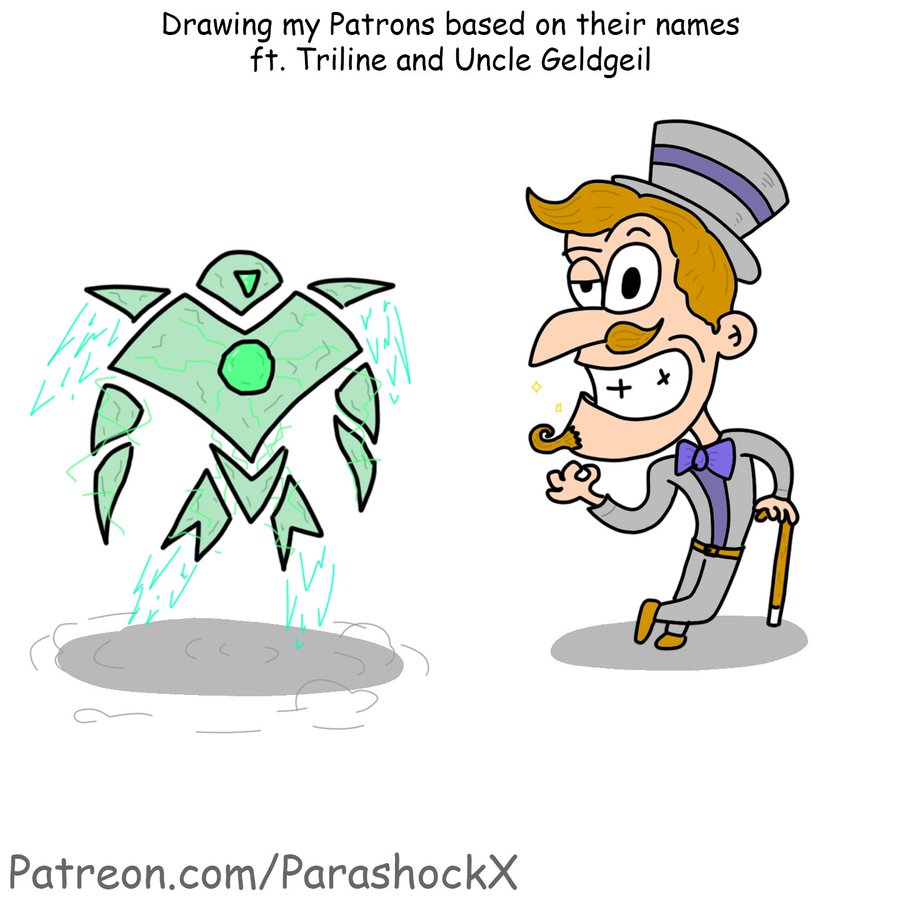 Drawing my Patrons based on their names
ft. Triline and Uncle Geldgeil
Patreon.com/ParashockX